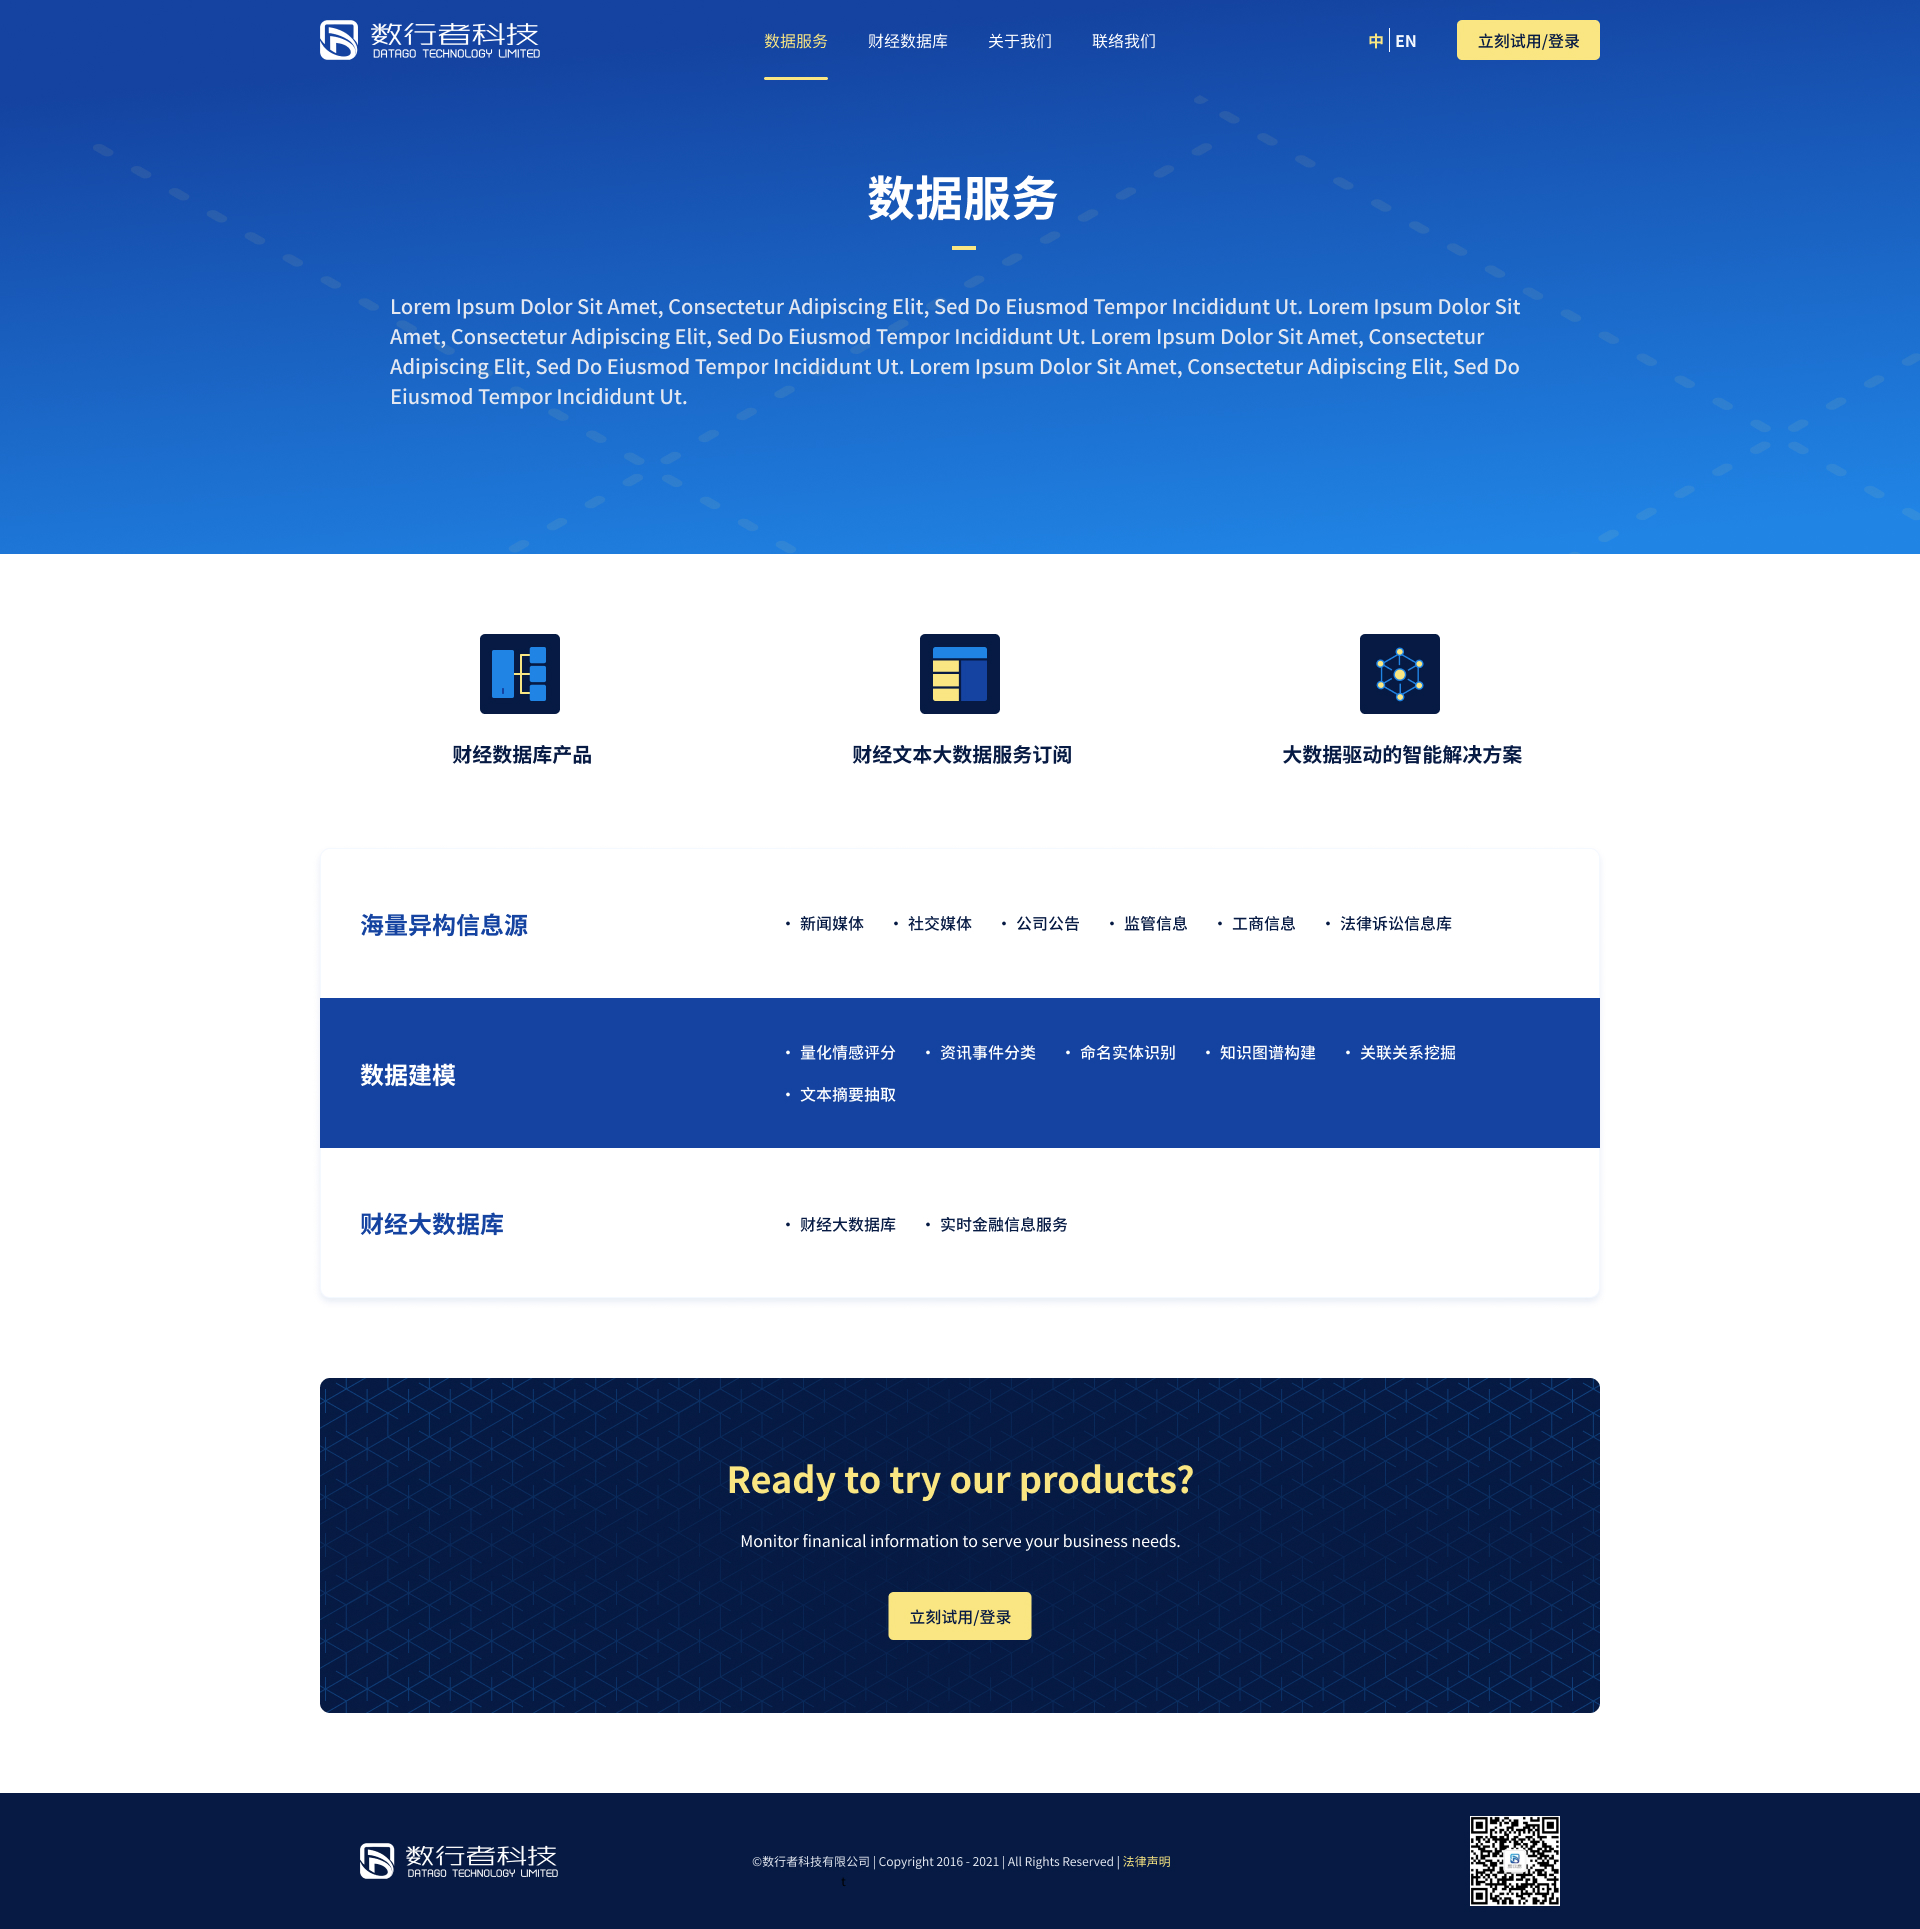 数行者科技
DATAGO TECHNOLOGY LIMITED
数据服务 财经数据库 关于我们 联络我们
中 EN
立刻试用/登录
数据服务
Lorem Ipsum Dolor Sit Amet, Consectetur Adipiscing Elit, Sed Do Eiusmod Tempor Incididunt Ut. Lorem Ipsum Dolor Sit
Amet, Consectetur Adipiscing Elit, Sed Do Eiusmod Tempor Incididunt Ut. Lorem Ipsum Dolor Sit Amet, Consectetur
Adipiscing Elit, Sed Do Eiusmod Tempor Incididunt Ut. Lorem Ipsum Dolor Sit Amet, Consectetur Adipiscing Elit, Sed Do
Eiusmod Tempor Incididunt Ut.
财经数据库产品
财经文本大数据服务订阅
大数据驱动的智能解决方案
海量异构信息源
• 新闻媒体 • 社交媒体 • 公司公告 • 监管信息 • 工商信息 • 法律诉讼信息库
数据建模
• 量化情感评分 • 资讯事件分类 • 命名实体识别 • 知识图谱构建 • 关联关系挖掘
• 文本摘要抽取
财经大数据库
• 财经大数据库 • 实时金融信息服务
Ready to try our products?
Monitor finanical information to serve your business needs.
立刻试用/登录
数行者科技
DATAGO TECHNOLOGY LIMITED
©数行者科技有限公司 | Copyright 2016 - 2021 | All Rights Reserved | 法律声明
t